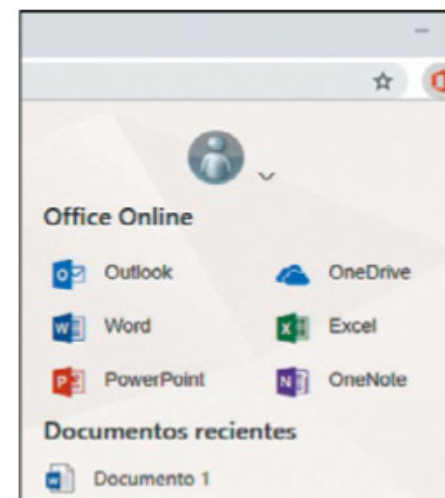 Office Online
Outlook OneDrive
Word Excel
PowerPoint OneNote
Documentos recientes
Documento 1